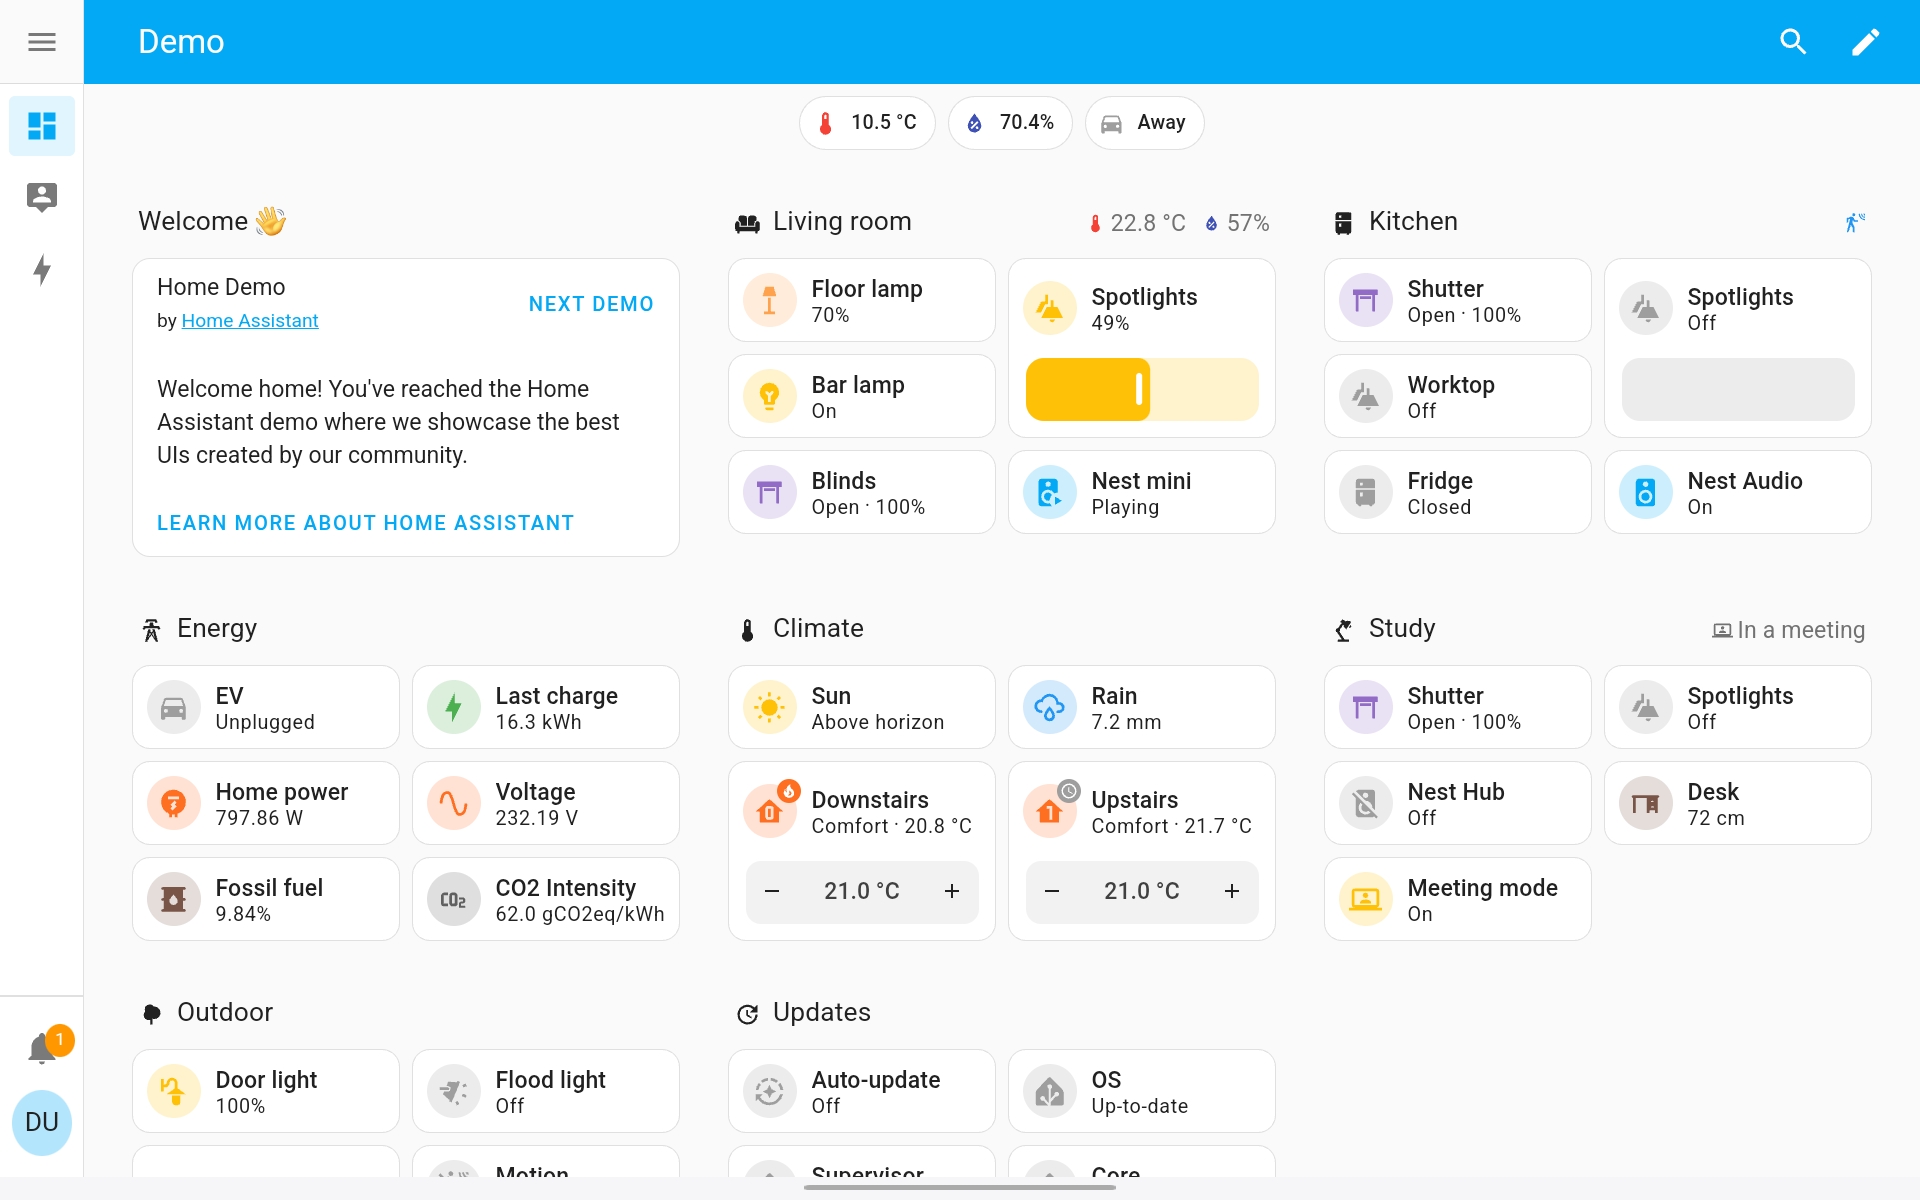 Demo
10.5 °C
70.4%
Away
Welcome 👋
Home Demo
by Home Assistant
NEXT DEMO
Welcome home! You've reached the Home
Assistant demo where we showcase the best
UIs created by our community.
LEARN MORE ABOUT HOME ASSISTANT
Living room
22.8 °C
57%
Floor lamp
70%
Spotlights
49%
Bar lamp
On
Blinds
Open · 100%
Nest mini
Playing
Kitchen
Shutter
Open · 100%
Spotlights
Off
Worktop
Off
Fridge
Closed
Nest Audio
On
Energy
EV
Unplugged
Last charge
16.3 kWh
Home power
797.86 W
Voltage
232.19 V
Fossil fuel
9.84%
CO2
CO2 Intensity
62.0 gCO2eq/kWh
Climate
Sun
Above horizon
Rain
7.2 mm
0
Downstairs
Comfort · 20.8 °C
21.0 °C
1
Upstairs
Comfort · 21.7 °C
21.0 °C
Study
In a meeting
Shutter
Open · 100%
Spotlights
Off
Nest Hub
Off
Desk
72 cm
Meeting mode
On
Outdoor
Door light
100%
Flood light
Off
Motion
Updates
Auto-update
Off
OS
Up-to-date
Supervisor
Core
1
DU